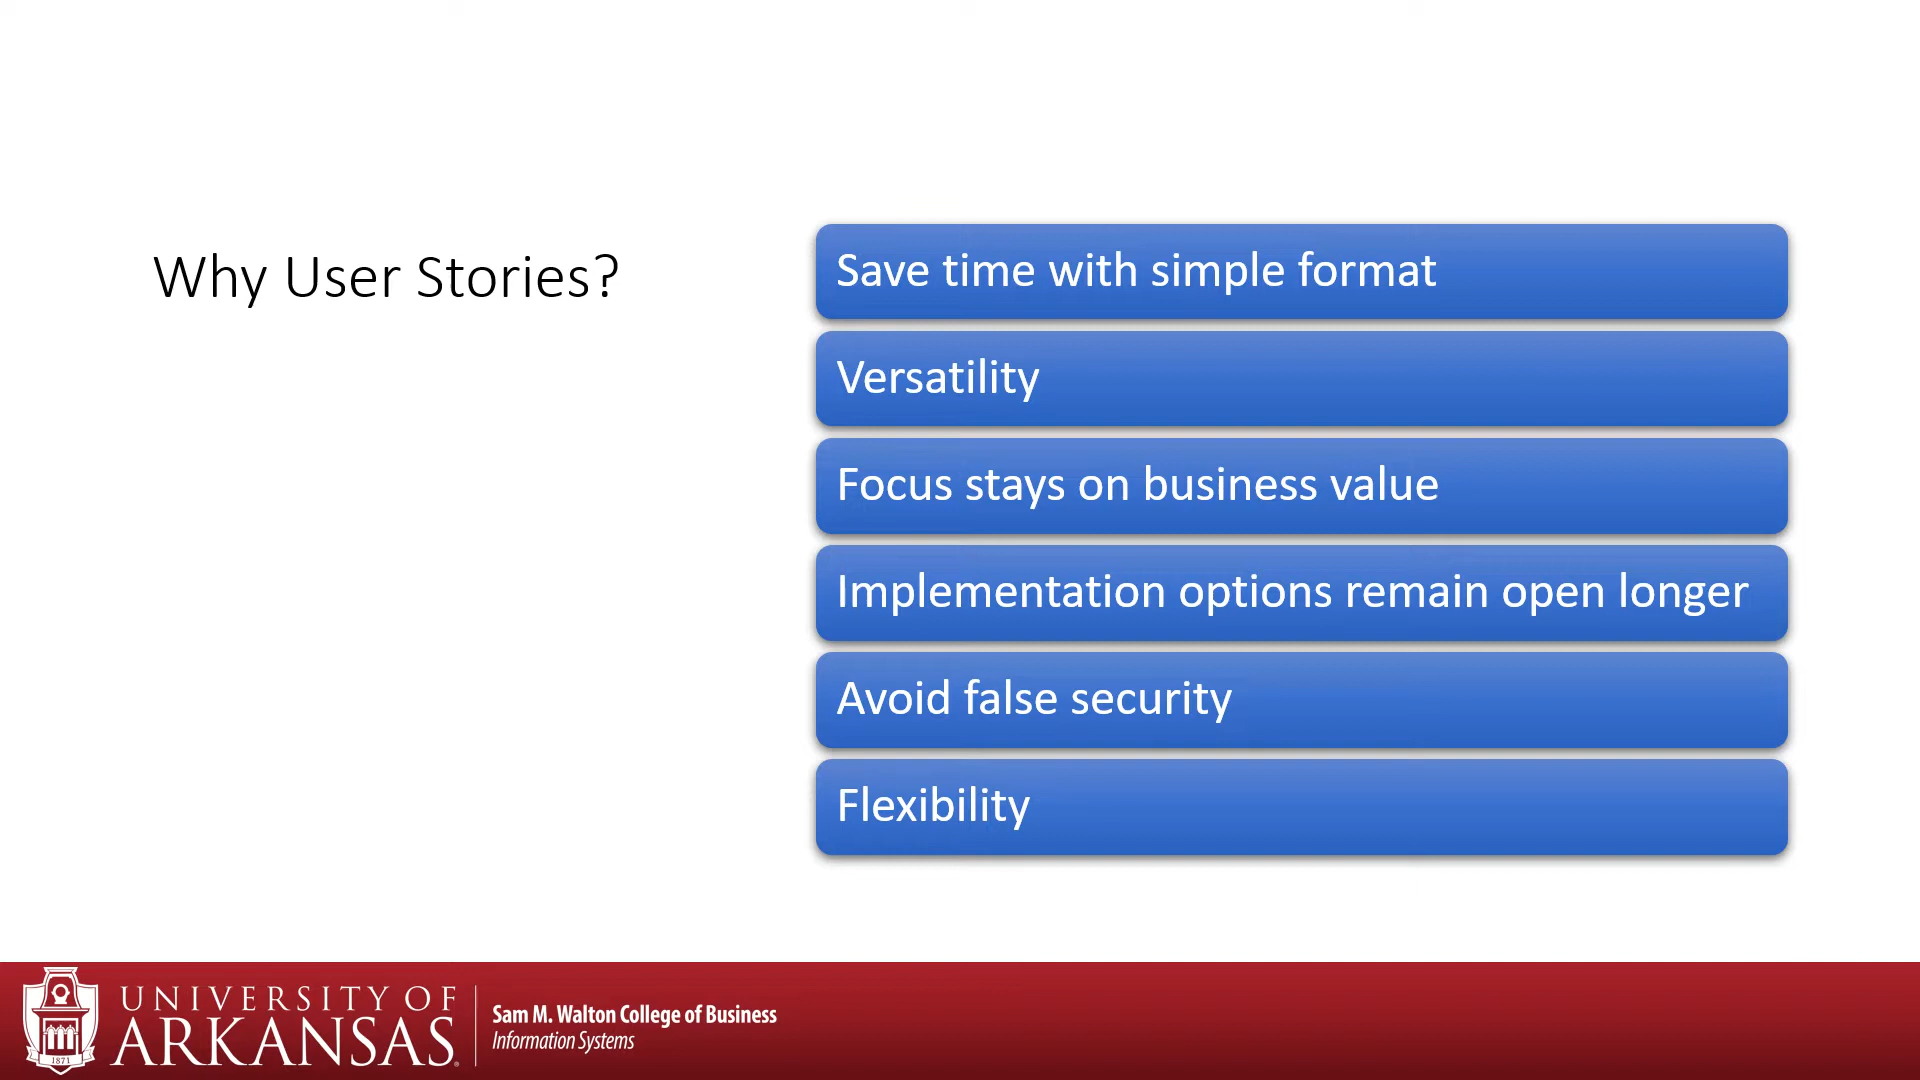 Why User Stories?
Save time with simple format
Versatility
Focus stays on business value
Implementation options remain open longer
Avoid false security
Flexibility
1871
UNIVERSITY OF
ARKANSAS.
Sam M. Walton College of Business
Information Systems